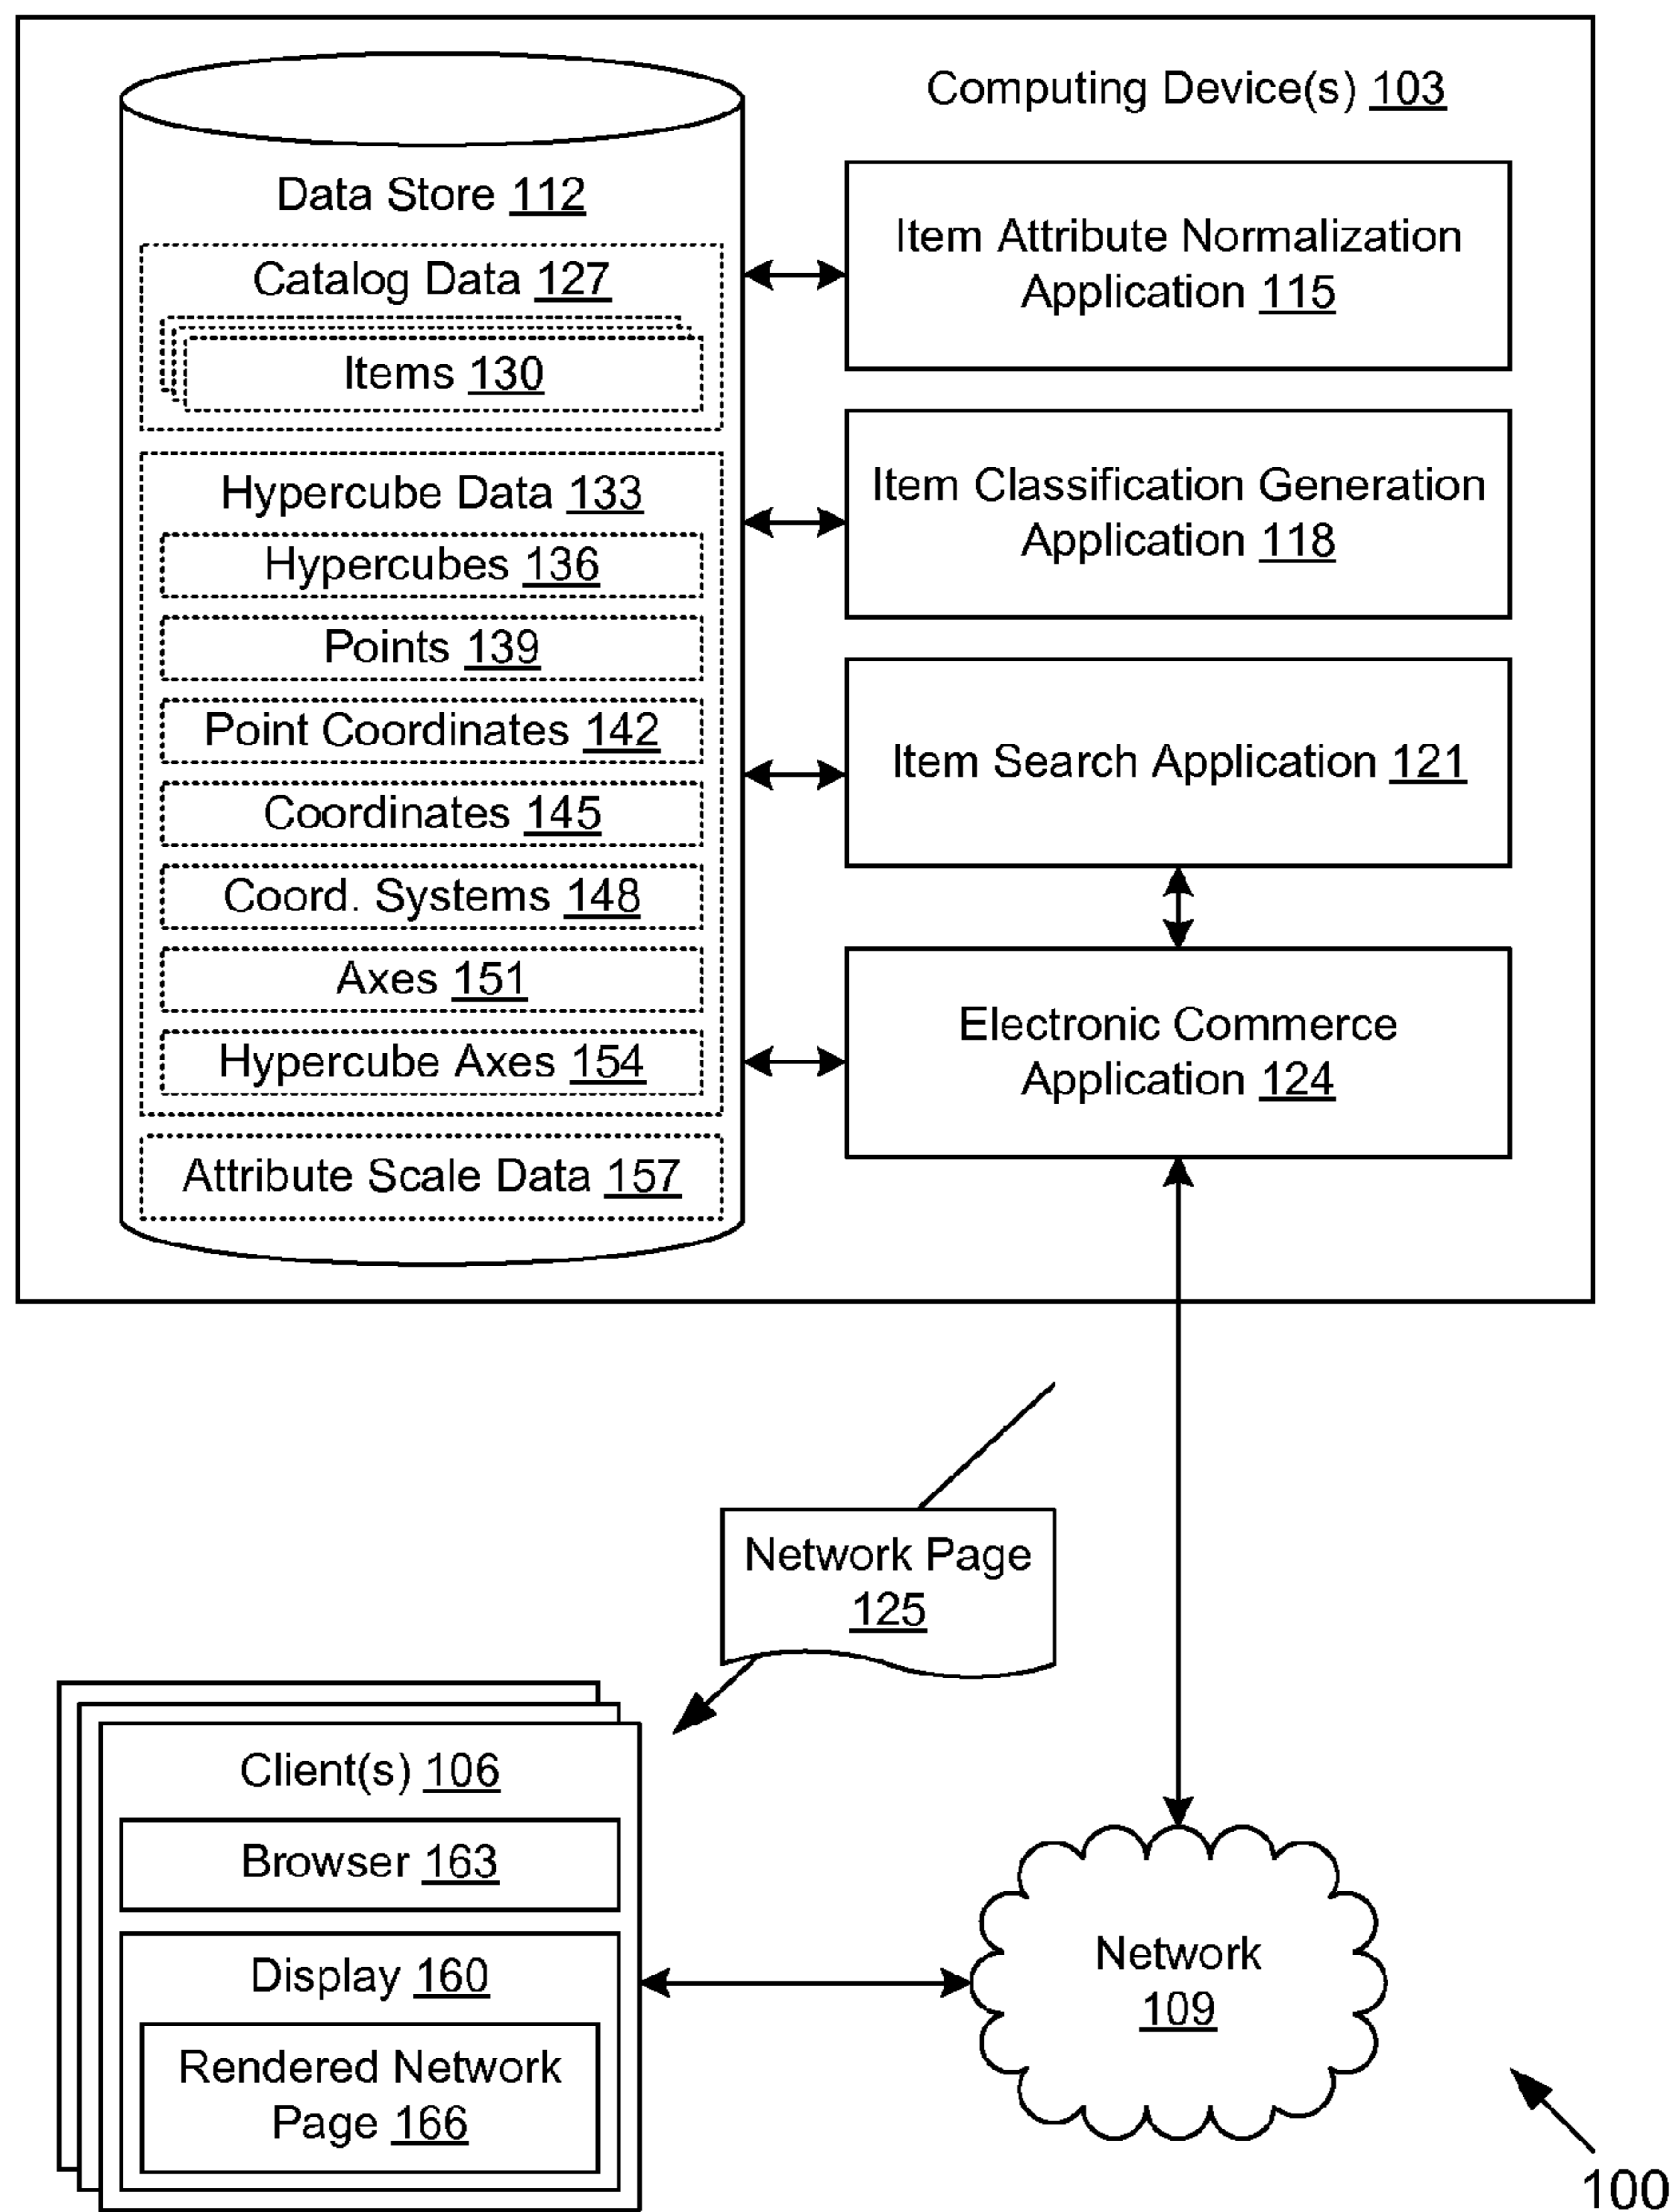 Computing Device(s) 103
Data Store 112
Catalog Data 127
Items 130
Hypercube Data 133
Hypercubes 136
Points 139
Point Coordinates 142
Coordinates 145
Coord. Systems 148
Axes 151
Hypercube Axes 154
Attribute Scale Data 157
Item Attribute Normalization
Application 115
Item Classification Generation
Application 118
Item Search Application 121
Electronic Commerce
Application 124
Network Page
125
Client(s) 106
Browser 163
Display 160
Rendered Network
Page 166
Network
109
100